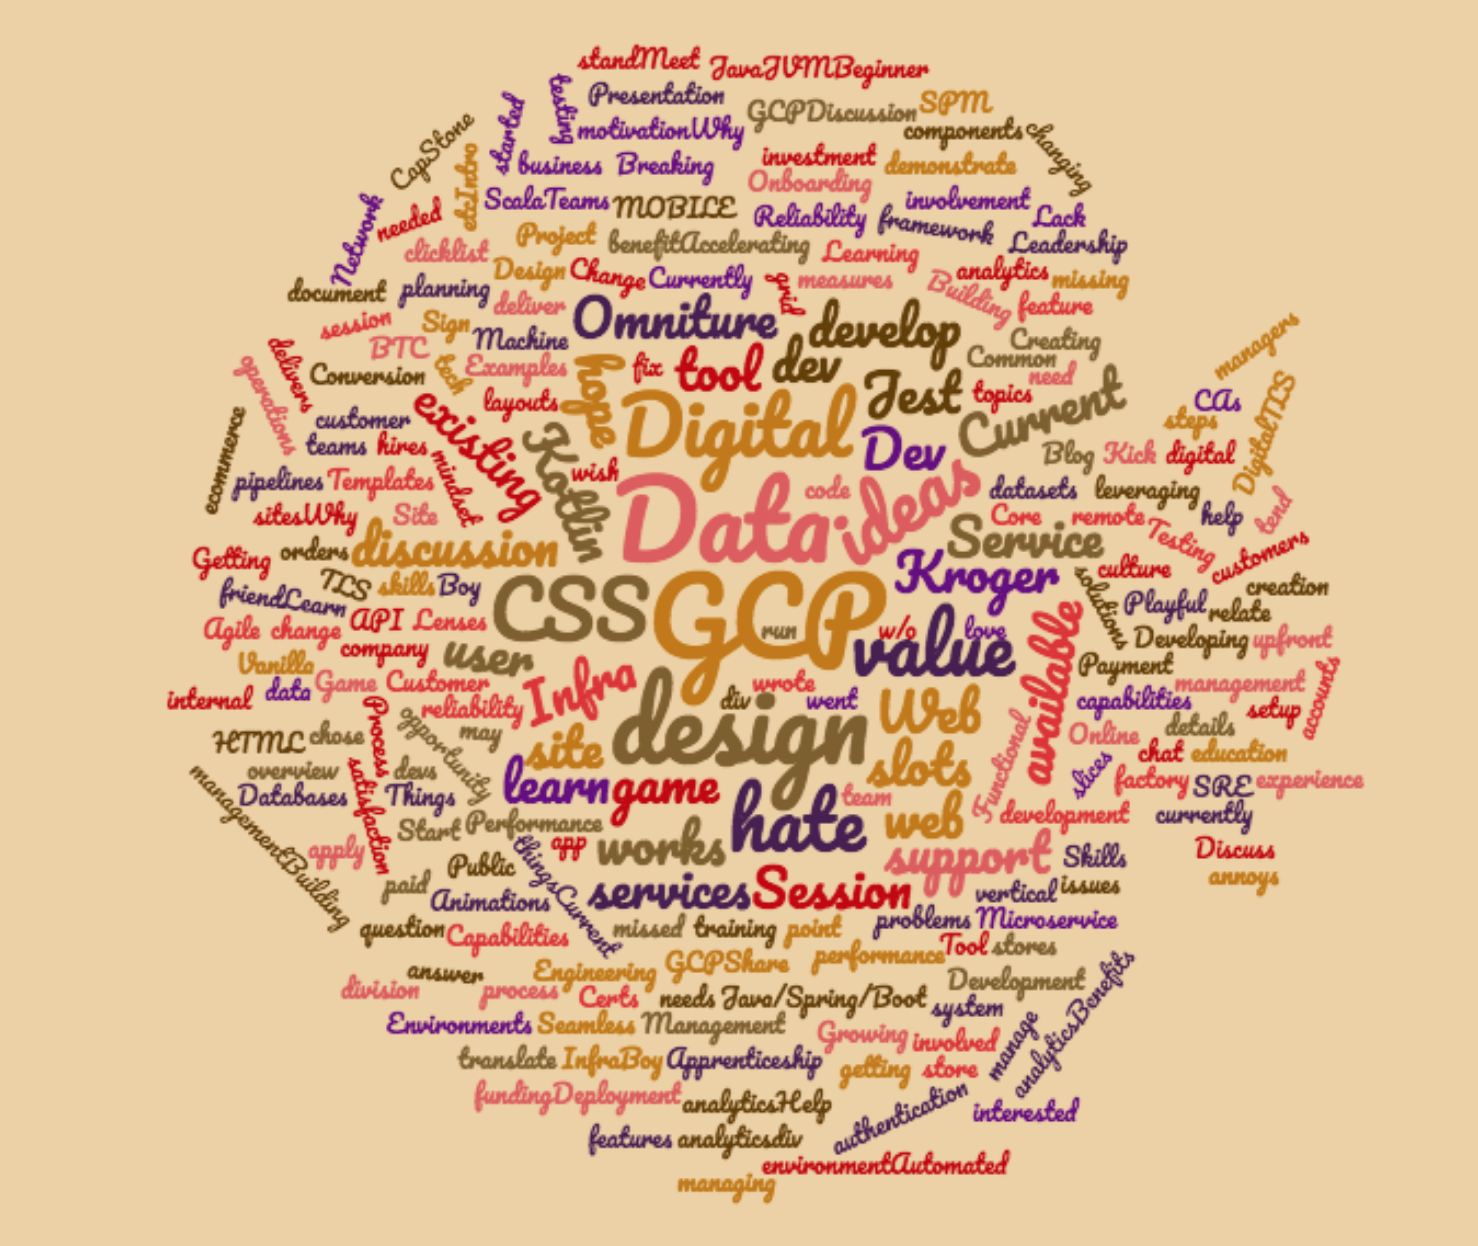 standMeet
JavaJVMBeginner
testing
Presentation
GCPDiscussion
SPM
started
motivationWhy
components
changing
CapStone
etcIntro
business
Breaking
investment
demonstrate
Onboarding
Network
needed
ScalaTeams
MOBILE
Reliability
involvement
Lack
framework
Leadership
clicklist
Project
benefitAccelerating
Learning
Design
Change
Currently
grid
measures
Building
analytics
missing
document
planning
deliver
Omniture
develop
feature
session
Sign
Machine
Creating
managers
BTC
tech
Examples
hope
fix
tool
dev
Common
need
delivers
operations
Conversion
existing
layouts
Digital
Jest
topics
Current
CAs
steps
DigitalTLS
customer
teams
hires
mindset
Kotlin
Dev
Blog
Kick
digital
ecommerce
pipelines
Templates
wish
Data
code
ideas
datasets
leveraging
sitesWhy
Site
Service
Core
remote
Testing
help
tend
Getting
orders
discussion
Kroger
culture
customers
TLS
skills
Boy
CSS
GCP
solutions
creation
friendLearn
Playful
relate
Agile
change
API
Lenses
run
w/o
love
value
available
Developing
upfront
company
user
Vanilla
Payment
Game
Customer
Infra
wrote
management
accounts
internal
data
reliability
design
div
went
Web
capabilities
setup
Process
opportunity
may
Functional
Online
details
HTML
chose
site
slots
chat
education
overview
satisfaction
devs
learn
game
slices
factory
SRE
experience
managementBuilding
Databases
Things
hate
team
web
development
currently
Start
Performance
apply
app
works
support
Skills
Discuss
thingsCurrent
Public
paid
services
Session
vertical
issues
annoys
Animations
question
Capabilities
missed
training
point
problems
Microservice
answer
Engineering
GCPShare
performance
Tool
stores
division
process
Certs
needs
Java/Spring/Boot
Development
system
analyticsBenefits
Environments
Seamless
Management
Growing
involved
manage
translate
InfraBoy
Apprenticeship
getting
store
fundingDeployment
analyticsHelp
authentication
interested
features
analyticsdiv
environmentAutomated
managing